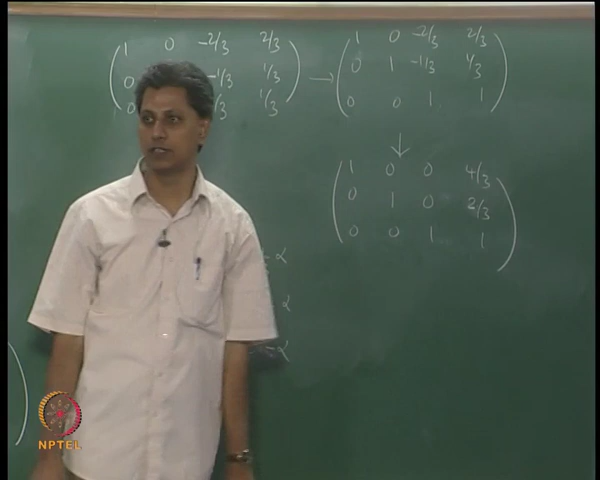 1 0 -2/3 2/3
0 -1/3 1/3
0 /3 1/3
→
1 0 -2/3 2/3
0 1 -1/3 1/3
0 0 1 1
↓
1 0 0 4/3
0 1 0 2/3
0 0 1 1
= α
α
= α
NPTEL